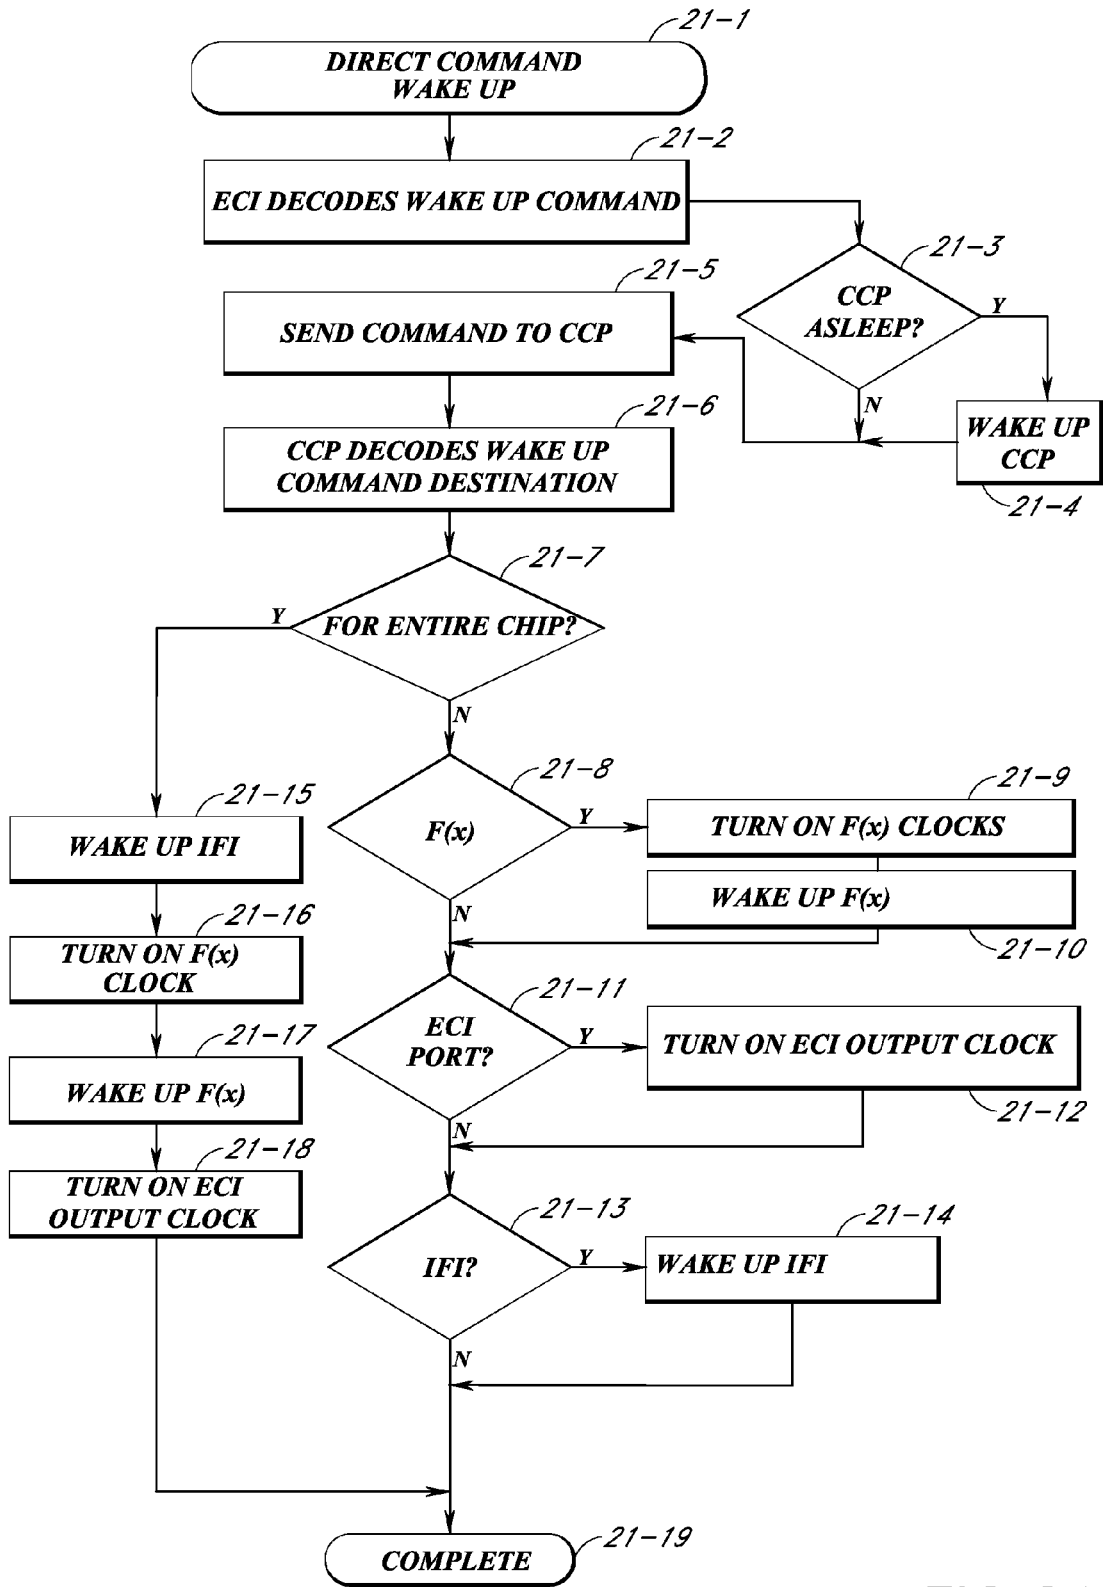 21-1
DIRECT COMMAND
WAKE UP
21-2
ECI DECODES WAKE UP COMMAND
21-3
CCP
ASLEEP?
Y
N
WAKE UP
CCP
21-4
21-5
SEND COMMAND TO CCP
21-6
CCP DECODES WAKE UP
COMMAND DESTINATION
21-7
FOR ENTIRE CHIP?
Y
N
21-8
F(x)
Y
N
21-9
TURN ON F(x) CLOCKS
WAKE UP F(x)
21-10
21-11
ECI
PORT?
Y
N
TURN ON ECI OUTPUT CLOCK
21-12
21-13
IFI?
Y
N
21-14
WAKE UP IFI
21-15
WAKE UP IFI
21-16
TURN ON F(x)
CLOCK
21-17
WAKE UP F(x)
21-18
TURN ON ECI
OUTPUT CLOCK
COMPLETE
21-19